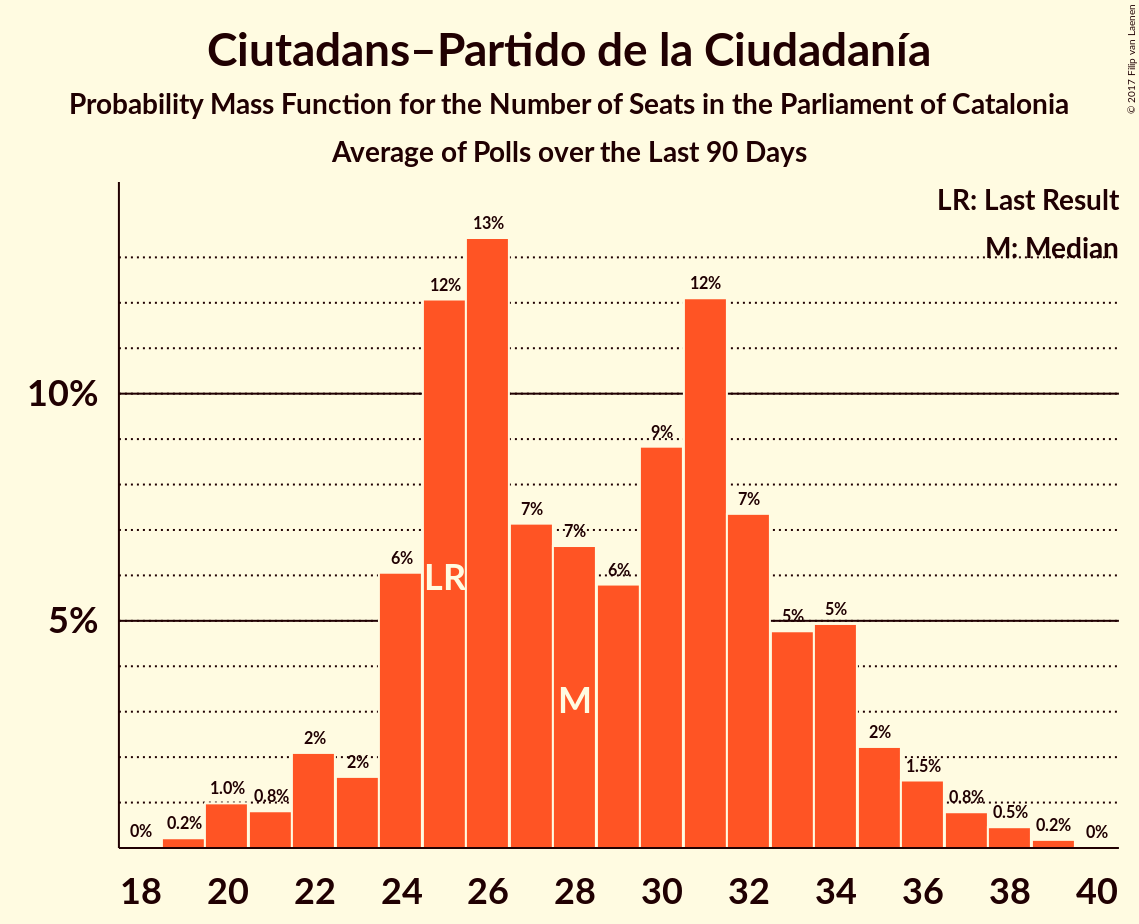 Ciutadans–Partido de la Ciudadanía
Probability Mass Function for the Number of Seats in the Parliament of Catalonia
Average of Polls over the Last 90 Days
© 2017 Filip van Laenen
LR: Last Result
M: Median
10%
5%
0%
0.2%
1.0%
0.8%
2%
2%
6%
12%
13%
7%
7%
6%
9%
12%
7%
5%
5%
2%
1.5%
0.8%
0.5%
0.2%
0%
LR
M
18 20 22 24 26 28 30 32 34 36 38 40